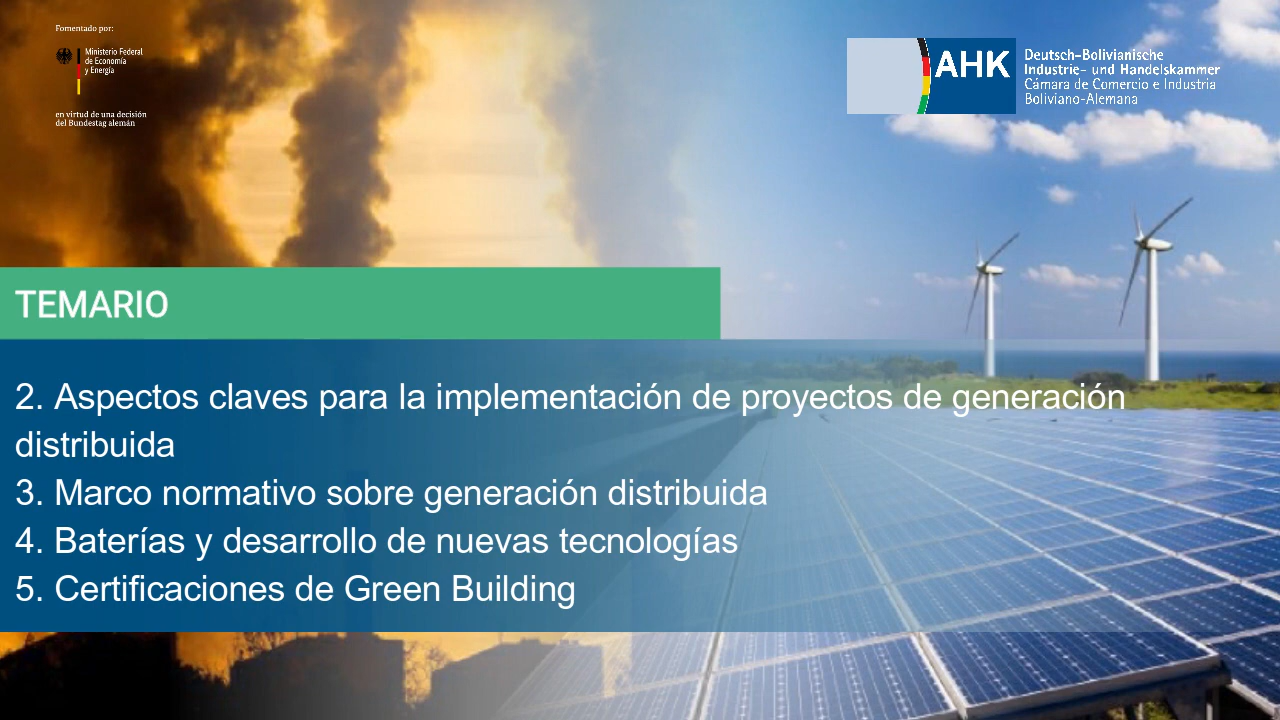 Fomentado por:
Ministerio Federal
de Economía
y Energía
en virtud de una decisión
del Bundestag alemán
AHK
Deutsch-Bolivianische
Industrie- und Handelskammer
Cámara de Comercio e Industria
Boliviano-Alemana
TEMARIO
2. Aspectos claves para la implementación de proyectos de generación
distribuida
3. Marco normativo sobre generación distribuida
4. Baterías y desarrollo de nuevas tecnologías
5. Certificaciones de Green Building